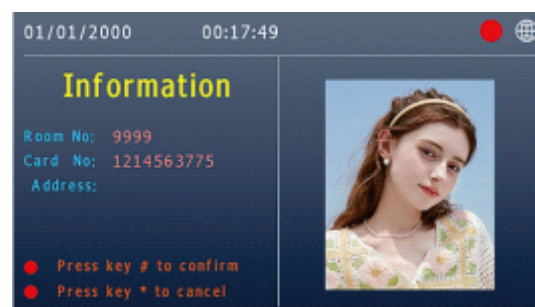 01/01/2000 00:17:49
Information
Room No: 9999
Card No: 1214563775
Address:
Press key # to confirm
Press key * to cancel